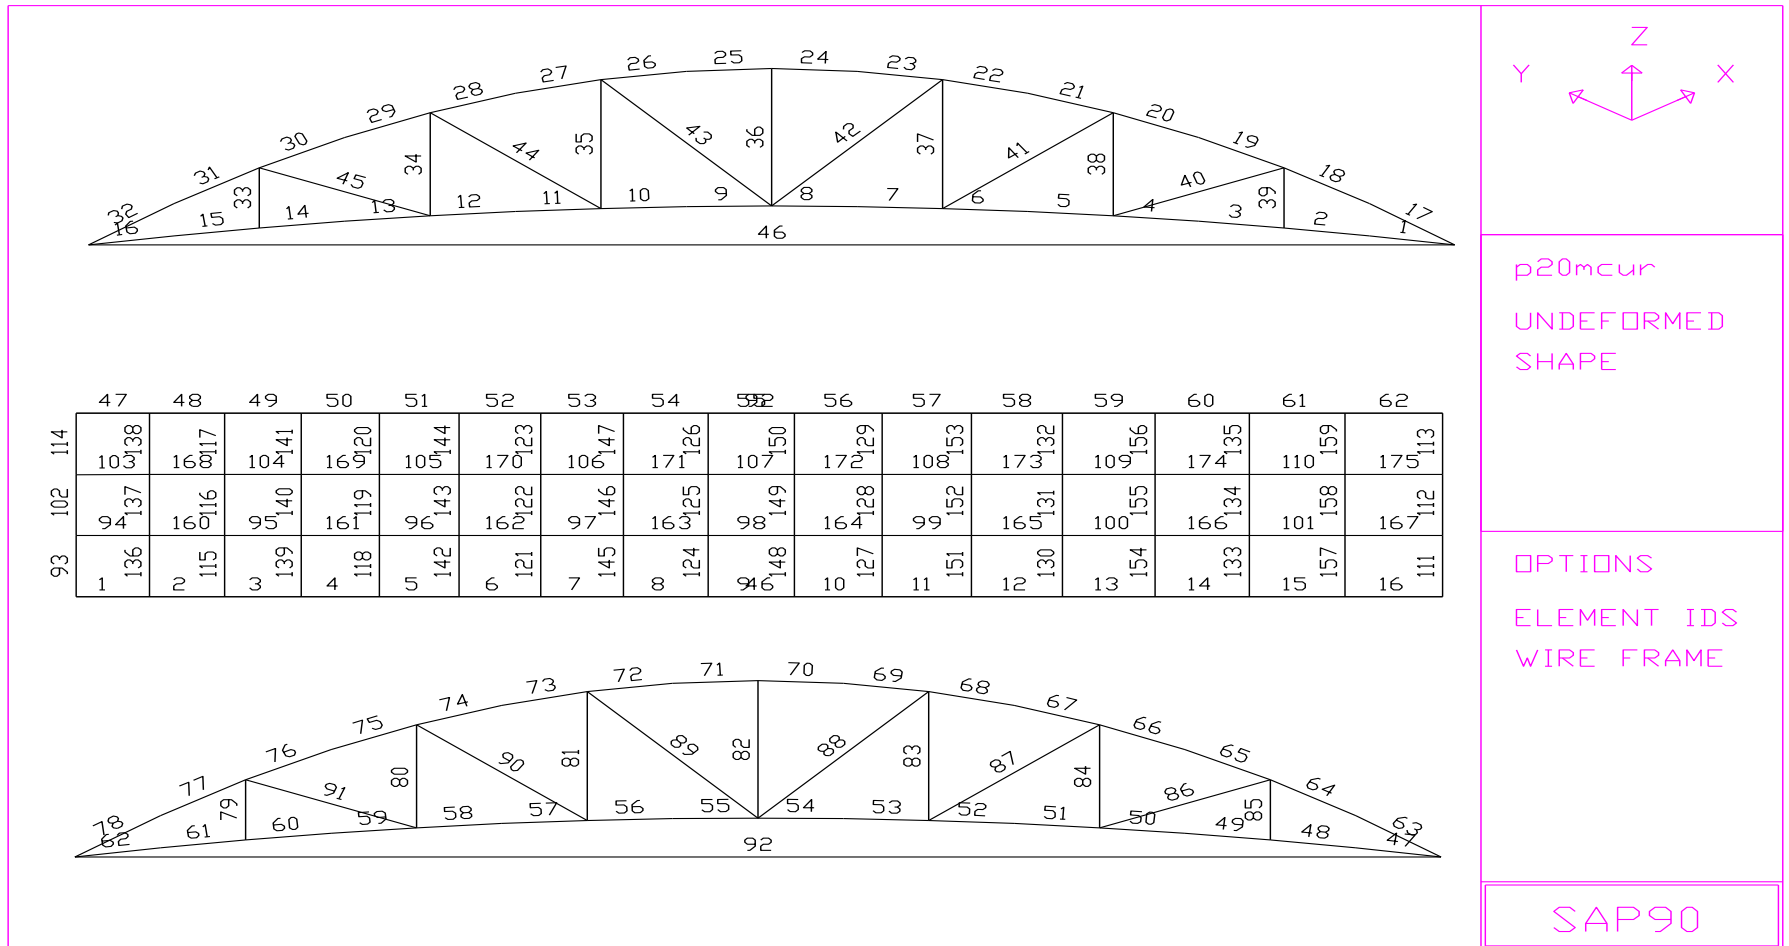 25 24
26 23
27 22
28 21
29 20
30 19
31 18
32 17
33 34 35 36 37 38 39
45 44 43 42 41 40
16 15 14 13 12 11 10 9 8 7 6 5 4 3 2 1
46
47 48 49 50 51 52 53 54 55 92 56 57 58 59 60 61 62
114 138 117 141 120 144 123 147 126 150 129 153 132 156 135 159 113
103 168 104 169 105 170 106 171 107 172 108 173 109 174 110 175
102 137 116 140 119 143 122 146 125 149 128 152 131 155 134 158 112
94 160 95 161 96 162 97 163 98 164 99 165 100 166 101 167
93 136 115 139 118 142 121 145 124 148 127 151 130 154 133 157 111
1 2 3 4 5 6 7 8 9 46 10 11 12 13 14 15 16
71 70
72 69
73 68
74 67
75 66
76 65
77 64
78 63
79 80 81 82 83 84 85
91 90 89 88 87 86
62 61 60 59 58 57 56 55 54 53 52 51 50 49 48 47
92
Z
Y X
p20mcur
UNDEFORMED
SHAPE
OPTIONS
ELEMENT IDS
WIRE FRAME
SAP90